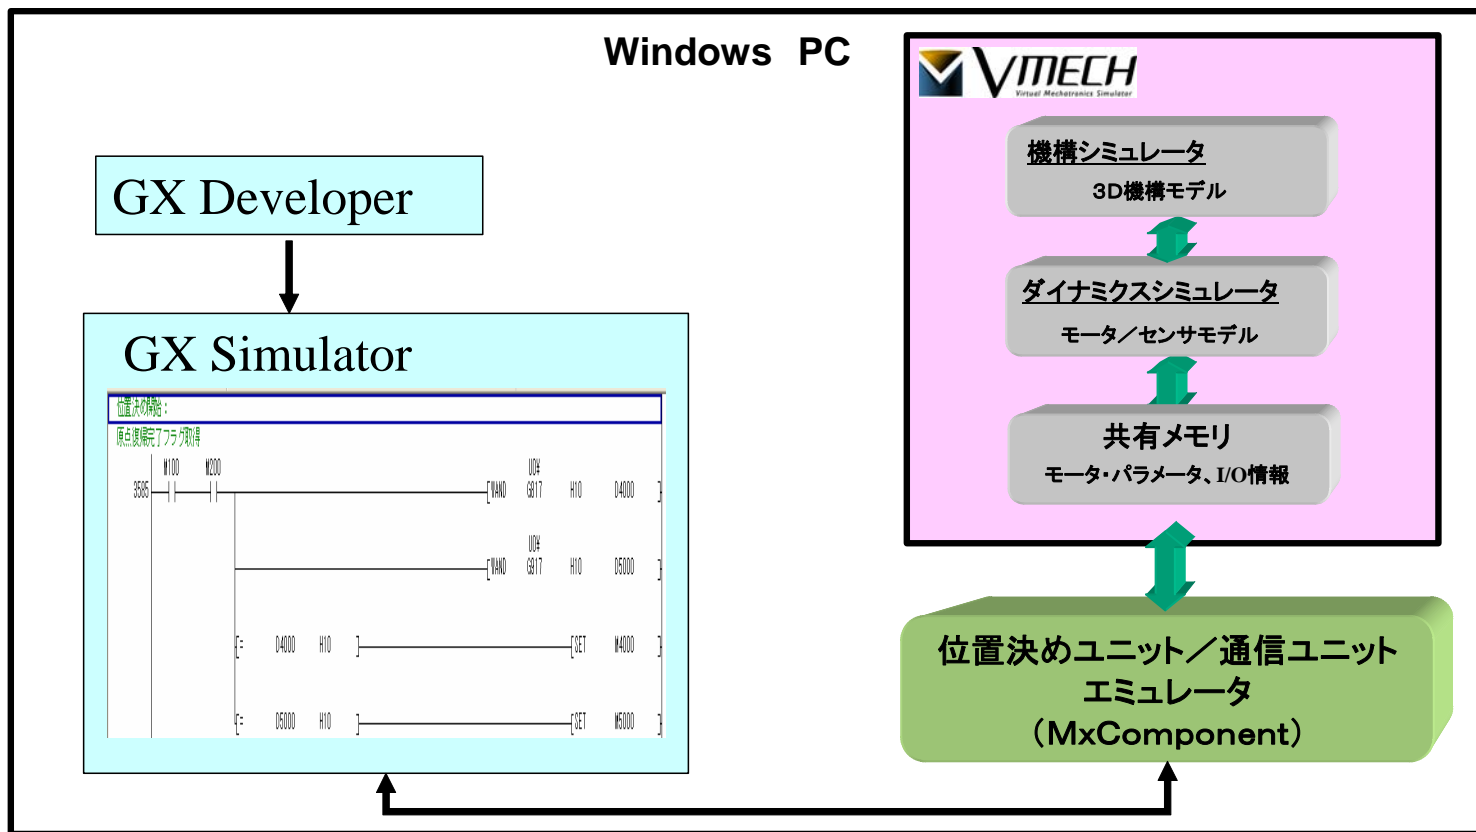 Windows PC
VMECH
Virtual Mechatronics Simulator
機構シミュレータ
3D機構モデル
ダイナミクスシミュレータ
モータ／センサモデル
共有メモリ
モータ・パラメータ、I/O情報
位置決めユニット／通信ユニット
エミュレータ
（MxComponent）
GX Developer
GX Simulator
位置決め開始：
原点復帰完了フラグ取得
M100 M200 U0¥
3585 [WAND G817 H10 D4000 ]
U0¥
[WAND G817 H10 D5000 ]
[= D4000 H10 ] [SET M4000 ]
[= D5000 H10 ] [SET M5000 ]